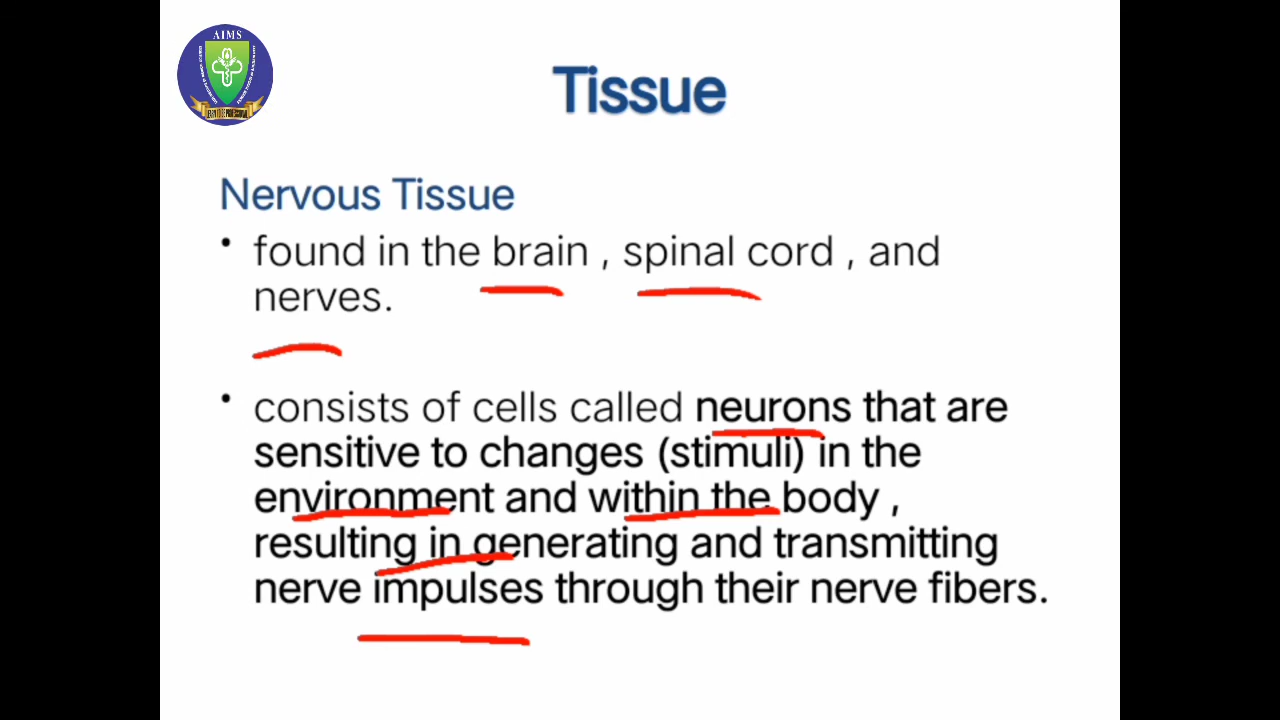 AIMS
Tissue
Nervous Tissue
• found in the brain , spinal cord , and
nerves.
• consists of cells called neurons that are
sensitive to changes (stimuli) in the
environment and within the body ,
resulting in generating and transmitting
nerve impulses through their nerve fibers.